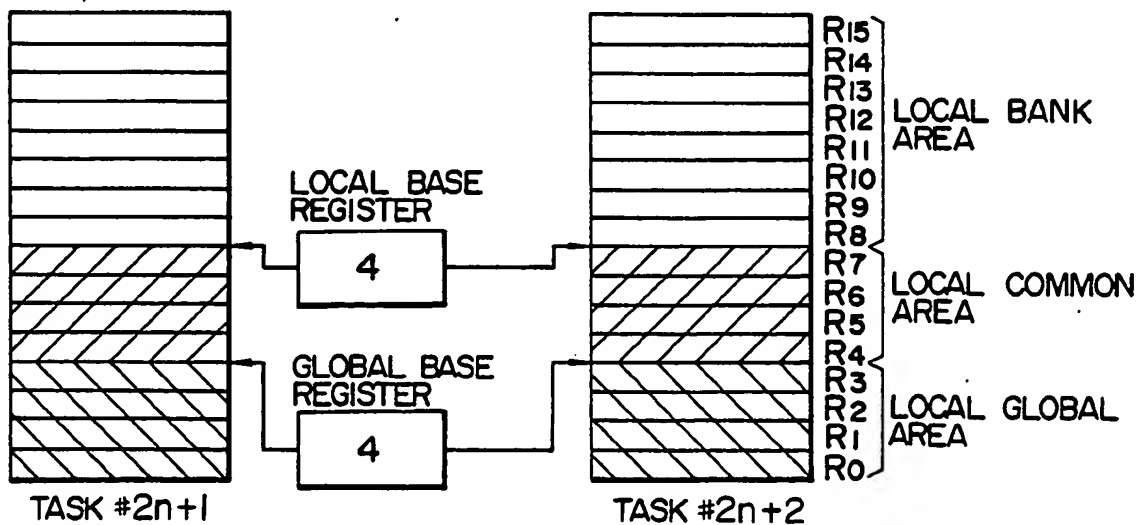 R15
R14
R13
R12
R11
R10
R9
R8
R7
R6
R5
R4
R3
R2
R1
R0
LOCAL BANK
AREA
LOCAL COMMON
AREA
LOCAL GLOBAL
AREA
LOCAL BASE
REGISTER
4
GLOBAL BASE
REGISTER
4
TASK #2n+1
TASK #2n+2